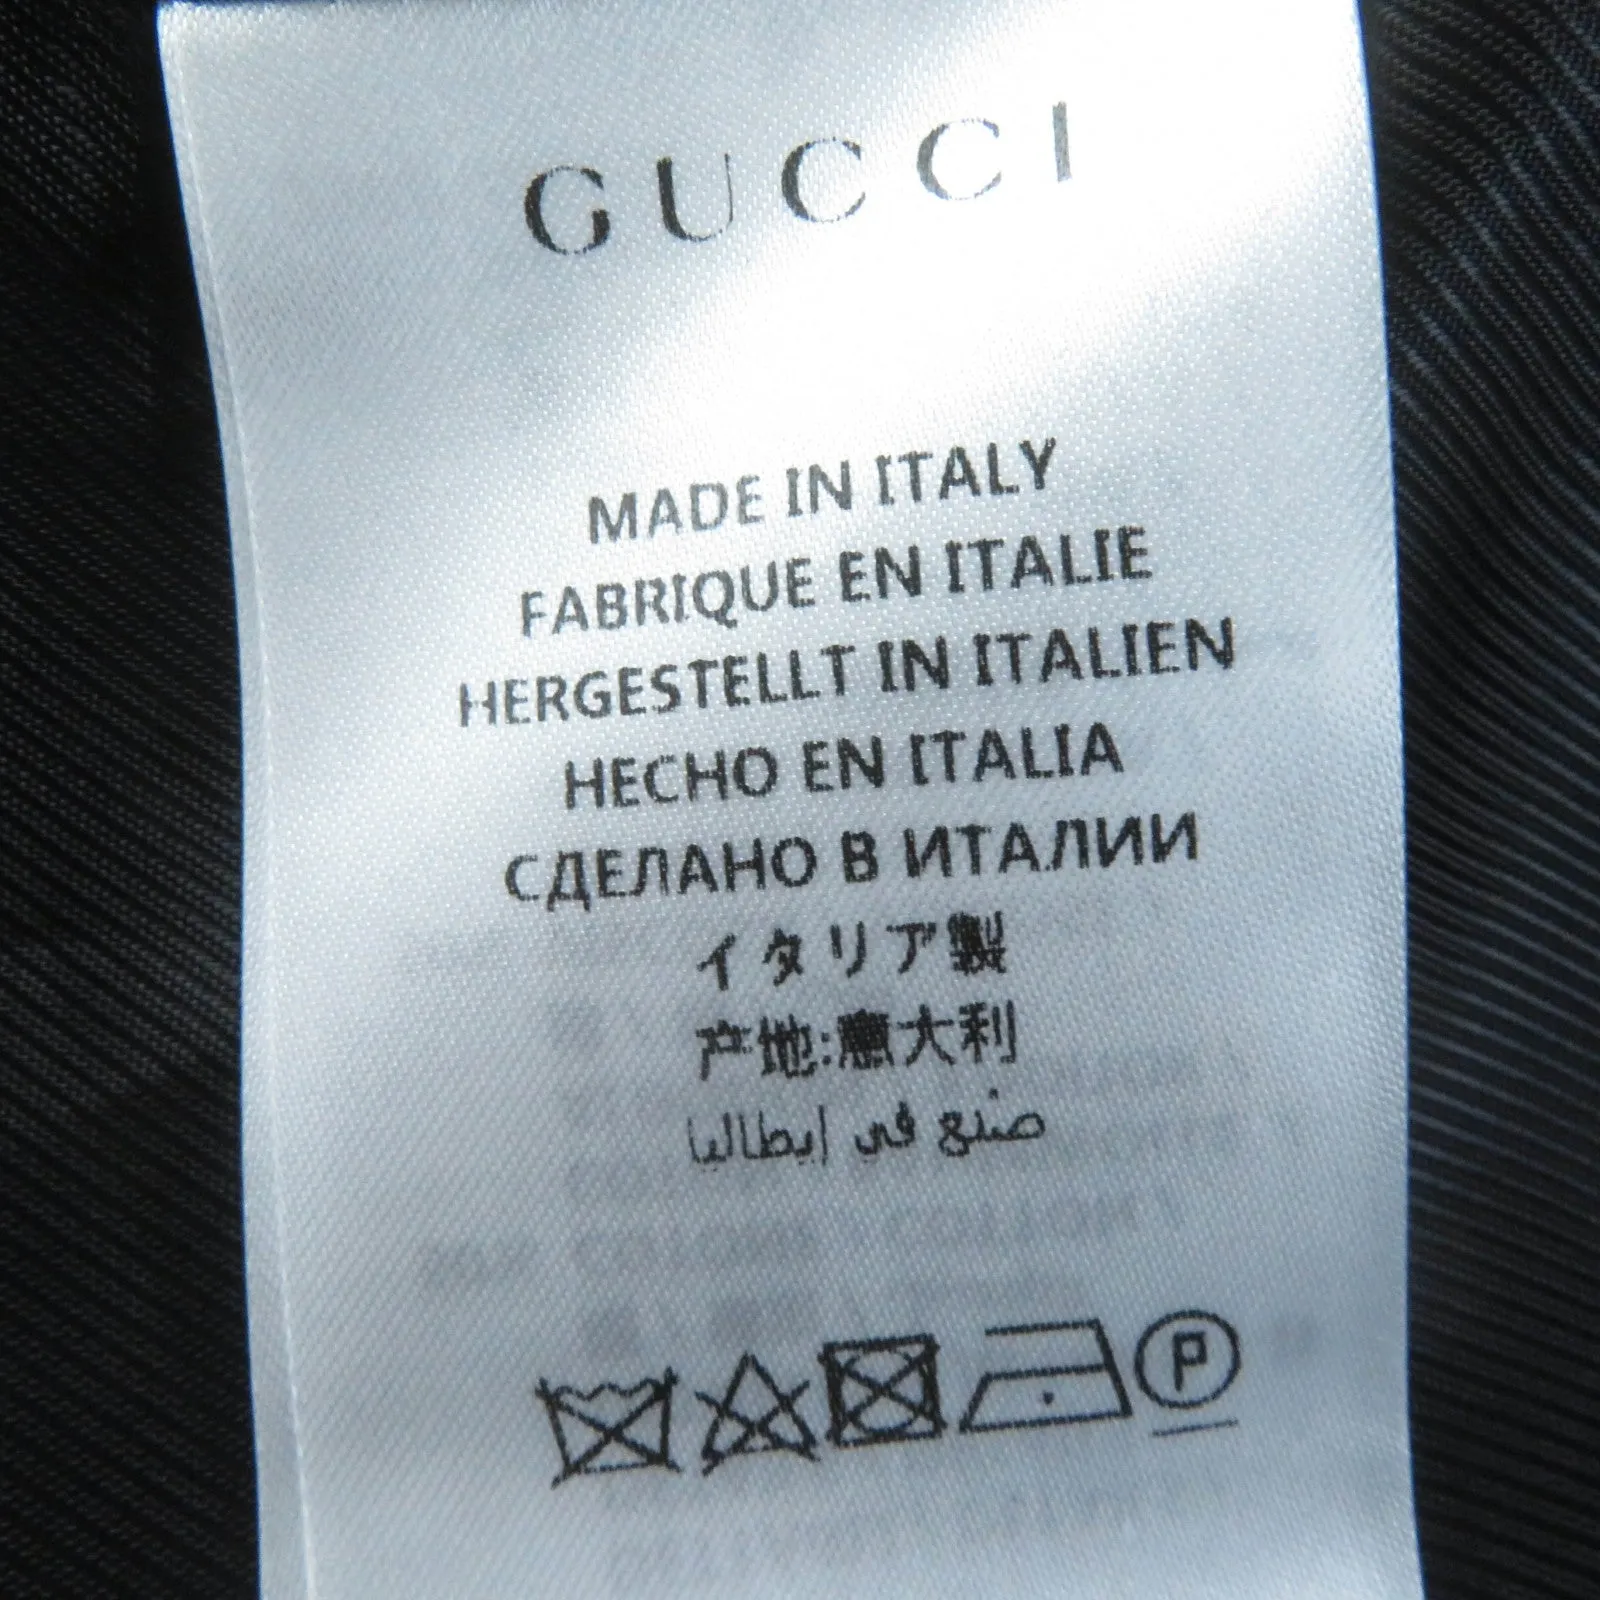 GUCCI
MADE IN ITALY
FABRIQUE EN ITALIE
HERGESTELLT IN ITALIEN
HECHO EN ITALIA
СДЕЛАНО В ИТАЛИИ
イタリア製
产地:意大利
صنع في إيطاليا
P